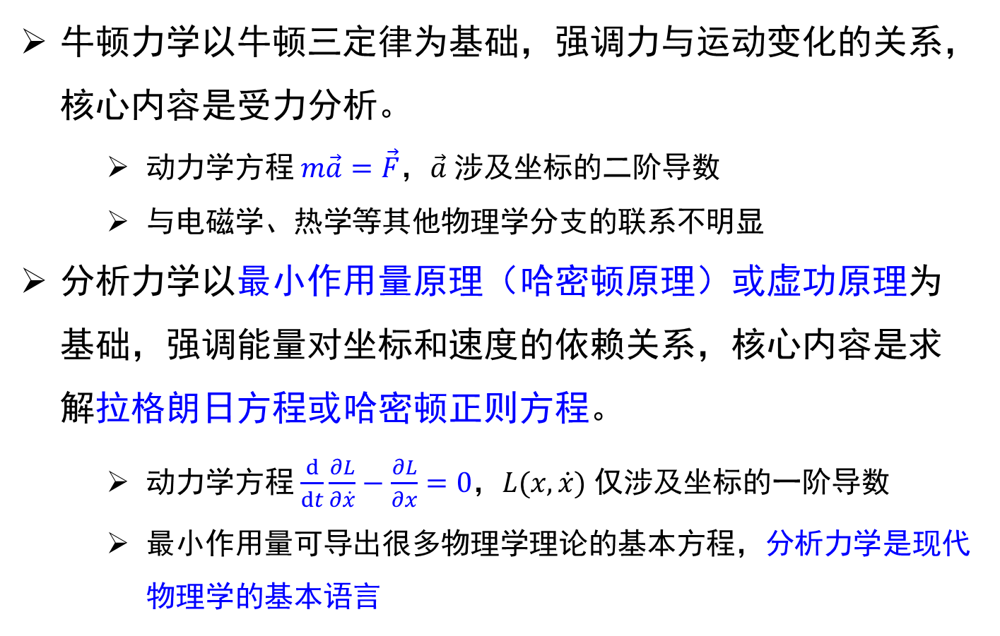 ➢ 牛顿力学以牛顿三定律为基础，强调力与运动变化的关系，
核心内容是受力分析。
➢ 动力学方程 $m\vec{a} = \vec{F}$，$\vec{a}$ 涉及坐标的二阶导数
➢ 与电磁学、热学等其他物理学分支的联系不明显
➢ 分析力学以最小作用量原理（哈密顿原理）或虚功原理为
基础，强调能量对坐标和速度的依赖关系，核心内容是求
解拉格朗日方程或哈密顿正则方程。
➢ 动力学方程 $\frac{\mathrm{d}}{\mathrm{d}t}\frac{\partial L}{\partial \dot{x}} - \frac{\partial L}{\partial x} = 0$，$L(x, \dot{x})$ 仅涉及坐标的一阶导数
➢ 最小作用量可导出很多物理学理论的基本方程，分析力学是现代
物理学的基本语言